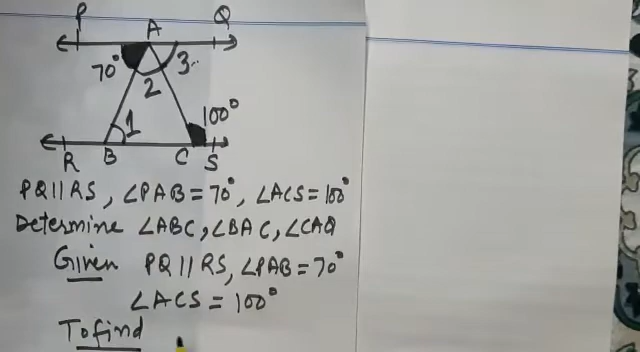 P A Q
70° 3..
2
1 100°
R B C S
PQ||RS, ∠PAB=70°, ∠ACS=100°
Determine ∠ABC, ∠BAC, ∠CAQ
Given PQ||RS, ∠PAB=70°
∠ACS = 100°
To find